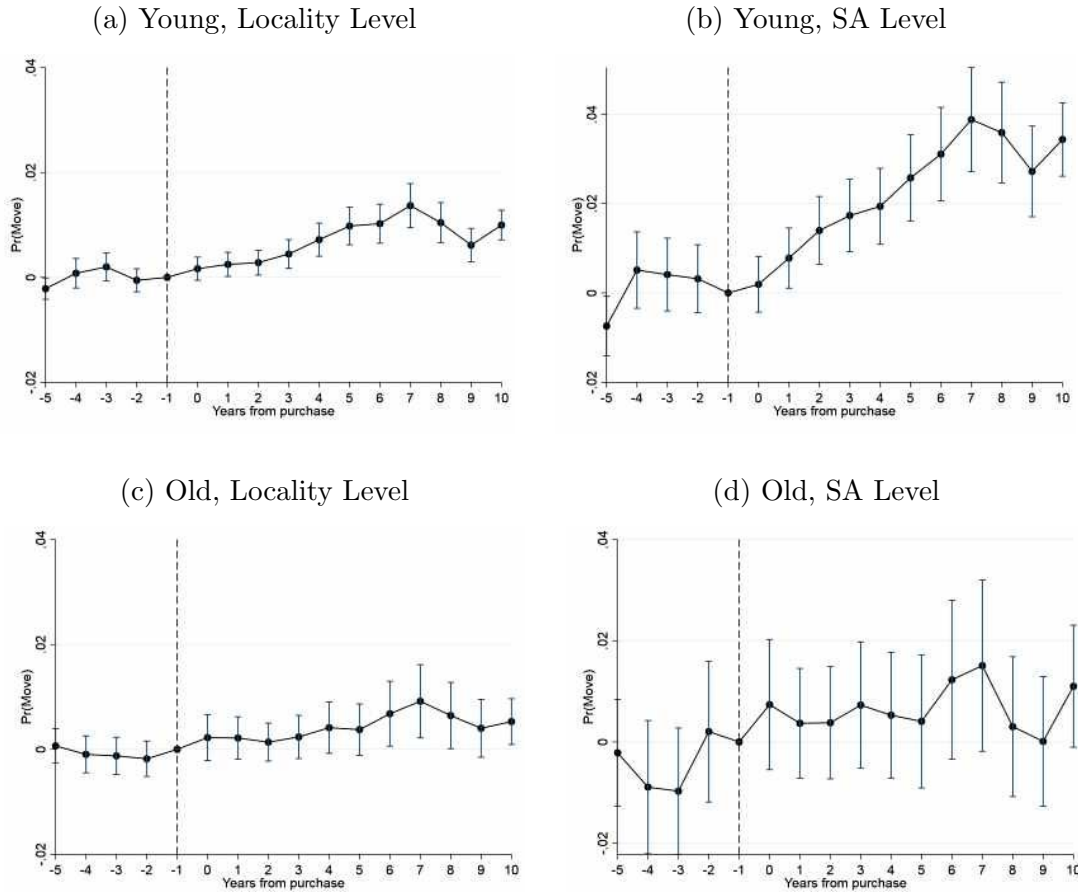 (a) Young, Locality Level
(b) Young, SA Level
Pr(Move)
.04
.02
0
-.02
-5 -4 -3 -2 -1 0 1 2 3 4 5 6 7 8 9 10
Years from purchase
Pr(Move)
.04
.02
0
-.02
-5 -4 -3 -2 -1 0 1 2 3 4 5 6 7 8 9 10
Years from purchase
(c) Old, Locality Level
(d) Old, SA Level
Pr(Move)
.04
.02
0
-.02
-5 -4 -3 -2 -1 0 1 2 3 4 5 6 7 8 9 10
Years from purchase
Pr(Move)
.04
.02
0
-.02
-5 -4 -3 -2 -1 0 1 2 3 4 5 6 7 8 9 10
Years from purchase